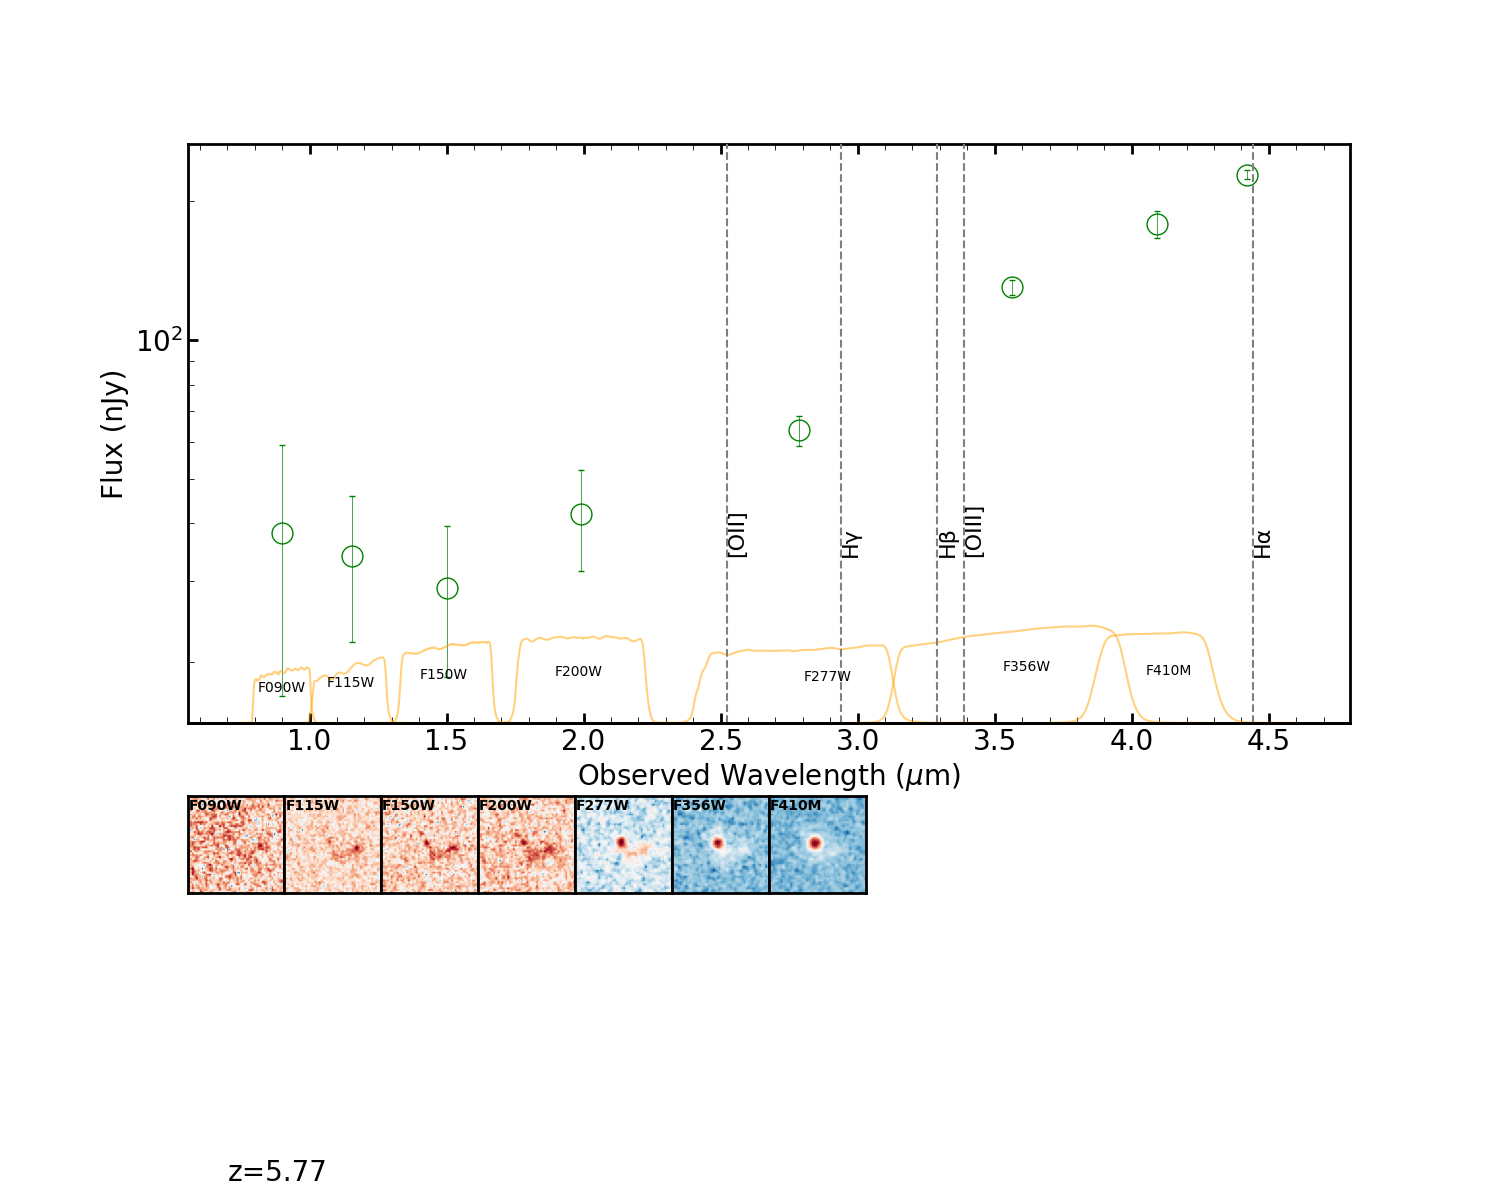 Flux (nJy)
10²
F090W
F115W
F150W
F200W
F277W
F356W
F410M
[OII]
Hγ
Hβ
[OIII]
Hα
1.0 1.5 2.0 2.5 3.0 3.5 4.0 4.5
Observed Wavelength (μm)
F090W F115W F150W F200W F277W F356W F410M
z=5.77